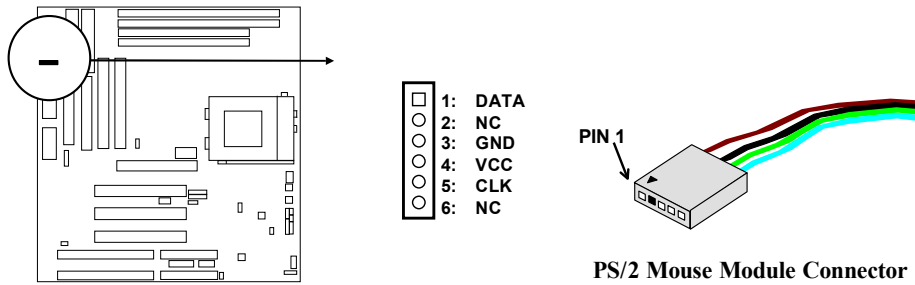 1: DATA
2: NC
3: GND
4: VCC
5: CLK
6: NC
PIN 1
PS/2 Mouse Module Connector